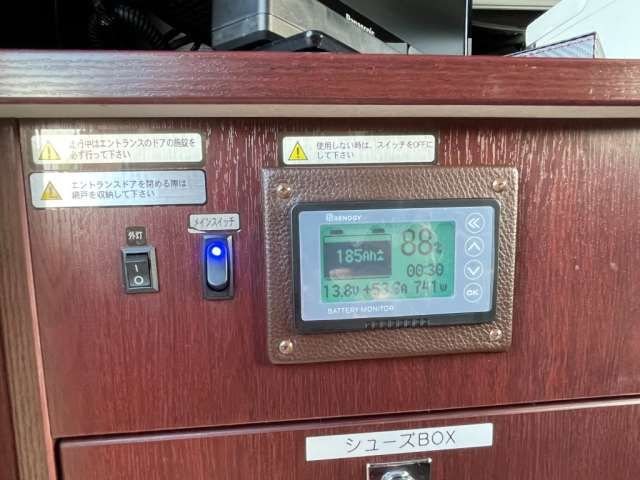 Panasonic
走行中はエントランスのドアの施錠を
必ず行って下さい
使用しない時は、スイッチをOFFに
して下さい
エントランスドアを閉める際は
網戸を収納して下さい
外灯
メインスイッチ
RENOGY
88%
185Ah
00:30
13.8V +53.8A 741W
OK
BATTERY MONITOR
シューズBOX